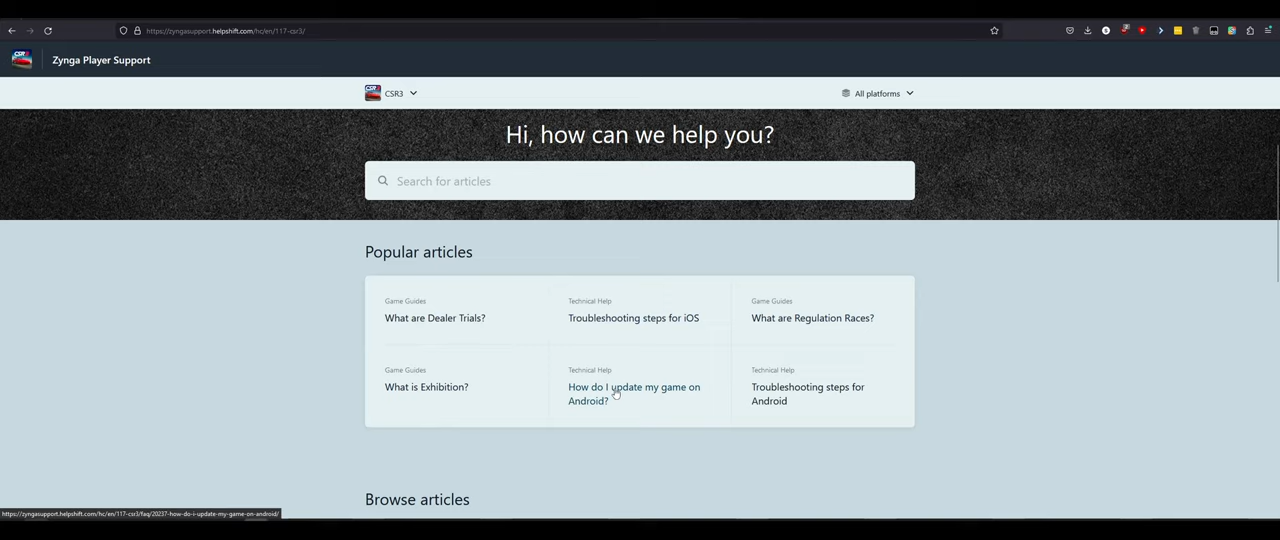 https://zyngasupport.helpshift.com/hc/en/117-csr3/
Zynga Player Support
CSR3
All platforms
Hi, how can we help you?
Search for articles
Popular articles
Game Guides
What are Dealer Trials?
Technical Help
Troubleshooting steps for iOS
Game Guides
What are Regulation Races?
Game Guides
What is Exhibition?
Technical Help
How do I update my game on
Android?
Technical Help
Troubleshooting steps for
Android
Browse articles
https://zyngasupport.helpshift.com/hc/en/117-csr3/faq/20237-how-do-i-update-my-game-on-android/